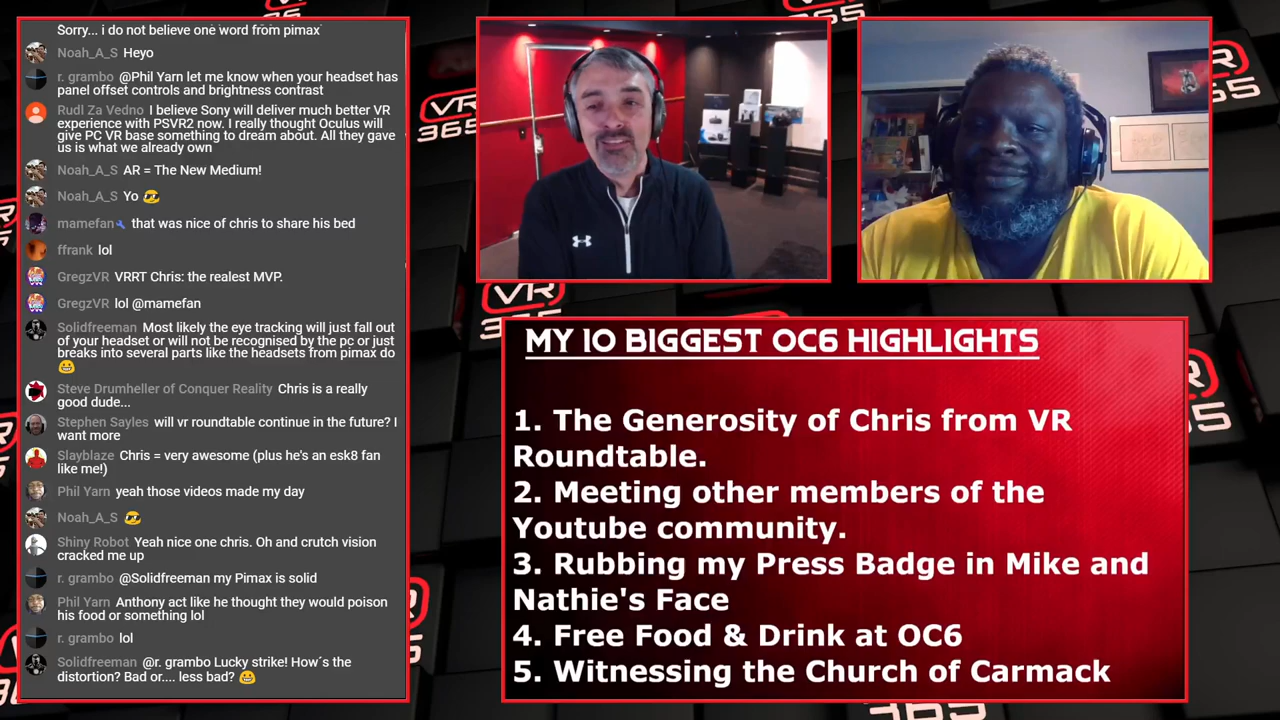 Sorry... i do not believe one word from pimax
Noah_A_S Heyo
r. grambo @Phil Yarn let me know when your headset has
panel offset controls and brightness contrast
Rudl Za Vedno I believe Sony will deliver much better VR
experience with PSVR2 now. I really thought Oculus will
give PC VR base something to dream about. All they gave
us is what we already own
Noah_A_S AR = The New Medium!
Noah_A_S Yo 😎
mamefan that was nice of chris to share his bed
ffrank lol
GregzVR VRRT Chris: the realest MVP.
GregzVR lol @mamefan
Solidfreeman Most likely the eye tracking will just fall out
of your headset or will not be recognised by the pc or just
breaks into several parts like the headsets from pimax do
😀
Steve Drumheller of Conquer Reality Chris is a really
good dude...
Stephen Sayles will vr roundtable continue in the future? I
want more
Slayblaze Chris = very awesome (plus he's an esk8 fan
like me!)
Phil Yarn yeah those videos made my day
Noah_A_S 😎
Shiny Robot Yeah nice one chris. Oh and crutch vision
cracked me up
r. grambo @Solidfreeman my Pimax is solid
Phil Yarn Anthony act like he thought they would poison
his food or something lol
r. grambo lol
Solidfreeman @r. grambo Lucky strike! How´s the
distortion? Bad or.... less bad? 😀
VR
365
VR
365
MY 10 BIGGEST OC6 HIGHLIGHTS
1. The Generosity of Chris from VR
Roundtable.
2. Meeting other members of the
Youtube community.
3. Rubbing my Press Badge in Mike and
Nathie's Face
4. Free Food & Drink at OC6
5. Witnessing the Church of Carmack
365